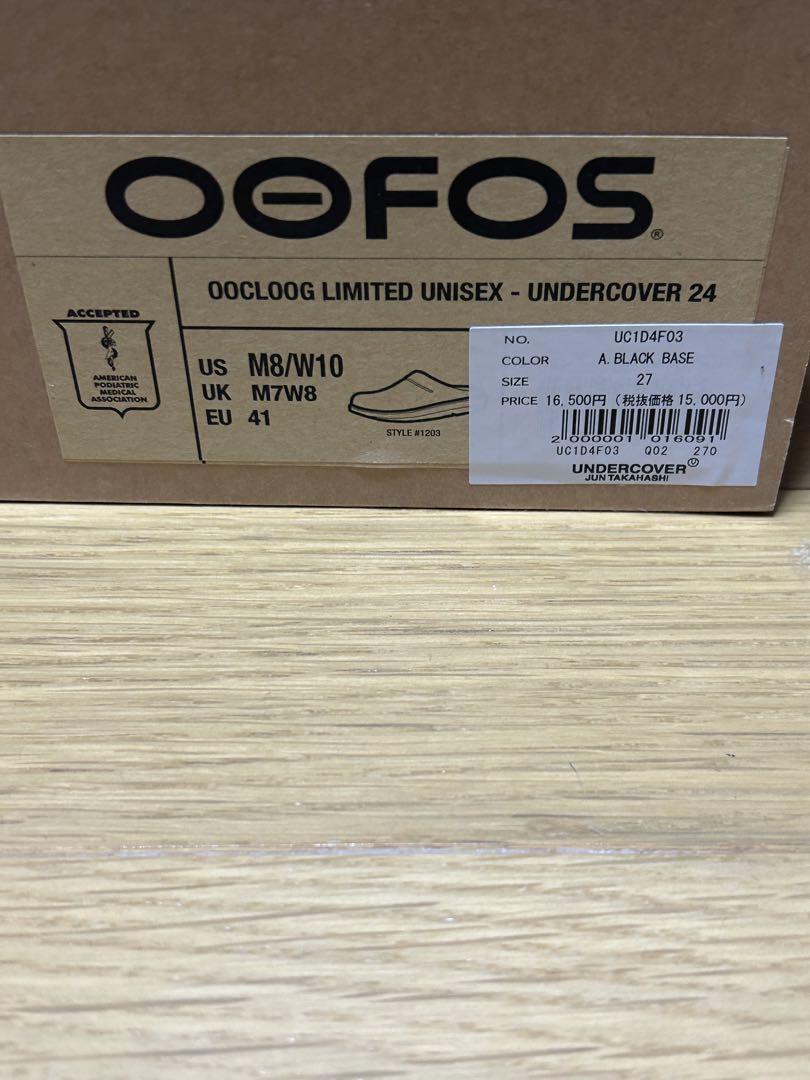 OOFOS®
OOCLOOG LIMITED UNISEX - UNDERCOVER 24
ACCEPTED
AMERICAN
PODIATRIC
MEDICAL
ASSOCIATION
US M8/W10
UK M7W8
EU 41
STYLE #1203
NO. UC1D4F03
COLOR A.BLACK BASE
SIZE 27
PRICE 16,500円 (税抜価格 15,000円)
2 000001 016091
UC1D4F03 Q02 270
UNDERCOVER Ⓤ
JUN TAKAHASHI